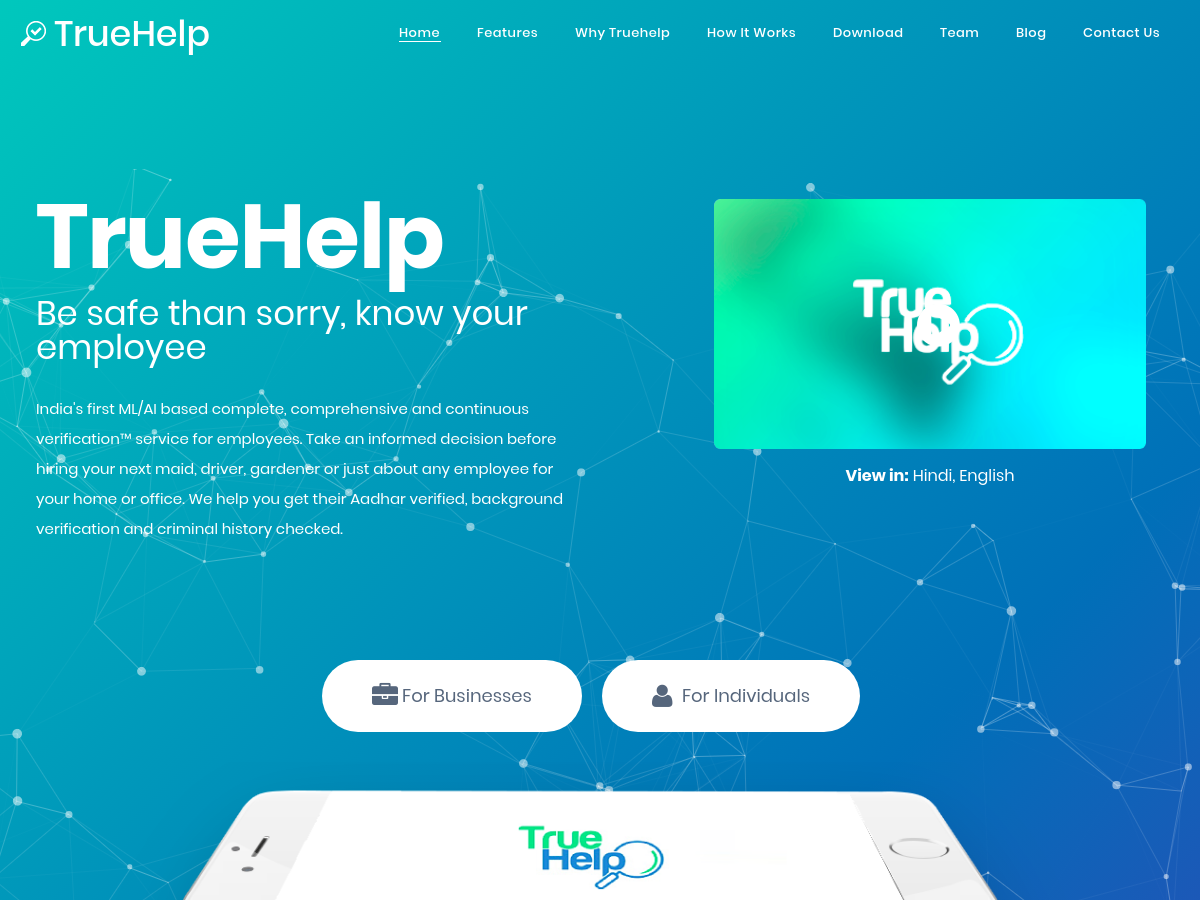 TrueHelp
Home Features Why Truehelp How It Works Download Team Blog Contact Us
TrueHelp
Be safe than sorry, know your
employee
India's first ML/AI based complete, comprehensive and continuous
verification™ service for employees. Take an informed decision before
hiring your next maid, driver, gardener or just about any employee for
your home or office. We help you get their Aadhar verified, background
verification and criminal history checked.
True
Help
View in: Hindi, English
For Businesses
For Individuals
True
Help